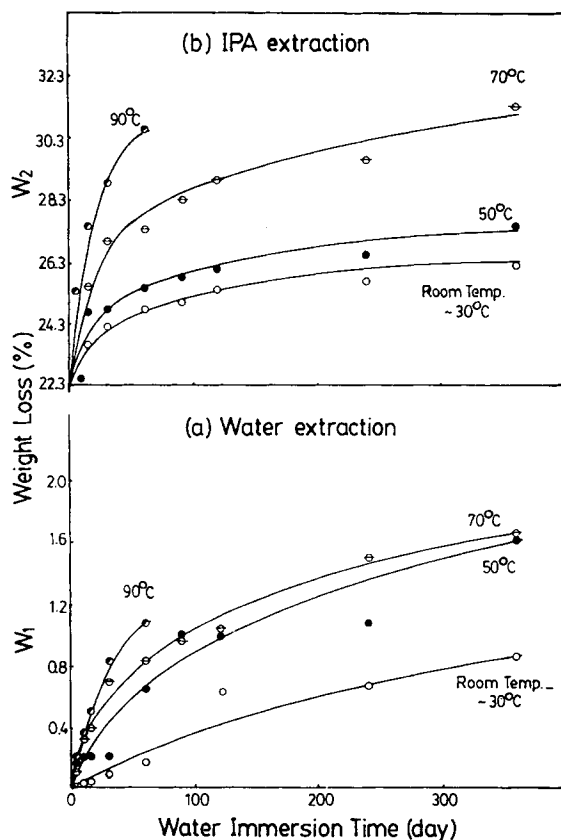 (b) IPA extraction
32.3
30.3
28.3
26.3
24.3
22.3
W2
90°C
70°C
50°C
Room Temp.
~30°C
Weight Loss (%)
(a) Water extraction
2.0
1.6
1.2
0.8
0.4
W1
90°C
70°C
50°C
Room Temp.
~30°C
0
100
200
300
Water Immersion Time (day)